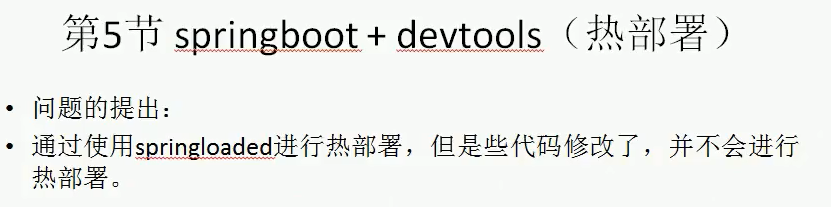 第5节 springboot + devtools（热部署）
• 问题的提出：
• 通过使用springloaded进行热部署，但是些代码修改了，并不会进行
热部署。